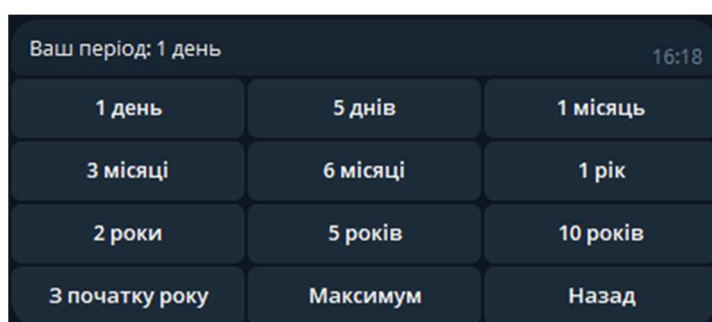 Ваш період: 1 день
16:18
1 день 5 днів 1 місяць
3 місяці 6 місяці 1 рік
2 роки 5 років 10 років
З початку року Максимум Назад